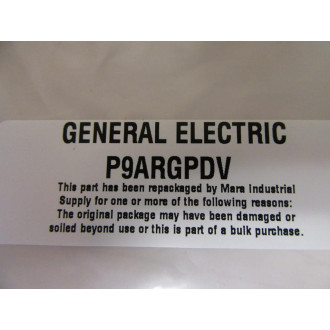 GENERAL ELECTRIC
P9ARGPDV
This part has been repackaged by Mara Industrial
Supply for one or more of the following reasons:
The original package may have been damaged or
soiled beyond use or this is part of a bulk purchase.